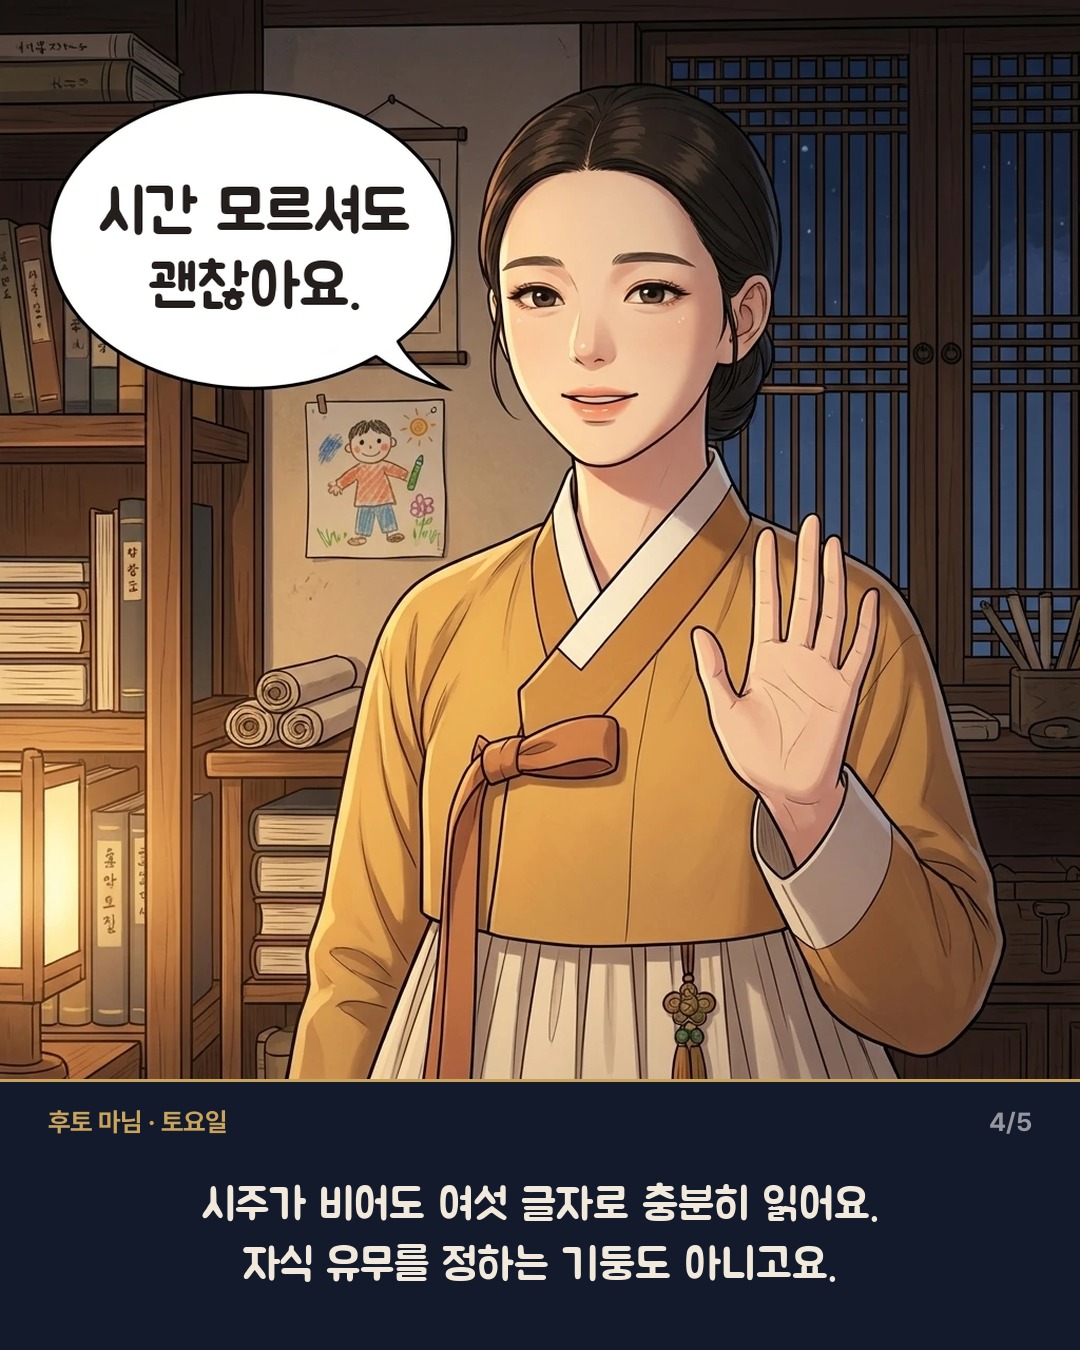 시간 모르셔도
괜찮아요.
후토 마님 · 토요일
4/5
시주가 비어도 여섯 글자로 충분히 읽어요.
자식 유무를 정하는 기둥도 아니고요.